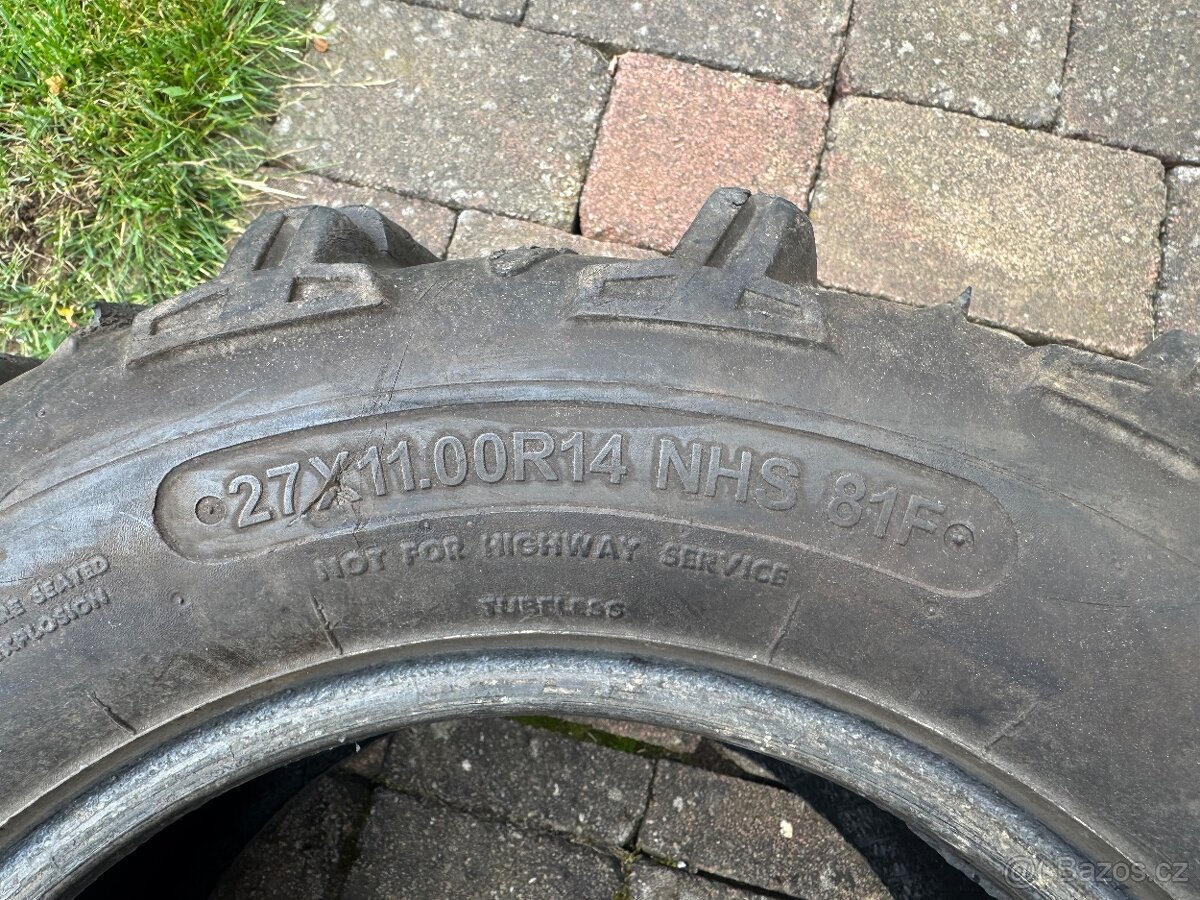 27X11.00R14 NHS 81F
NOT FOR HIGHWAY SERVICE
TUBELESS
SEATED
EXPLOSION
Bazos.cz